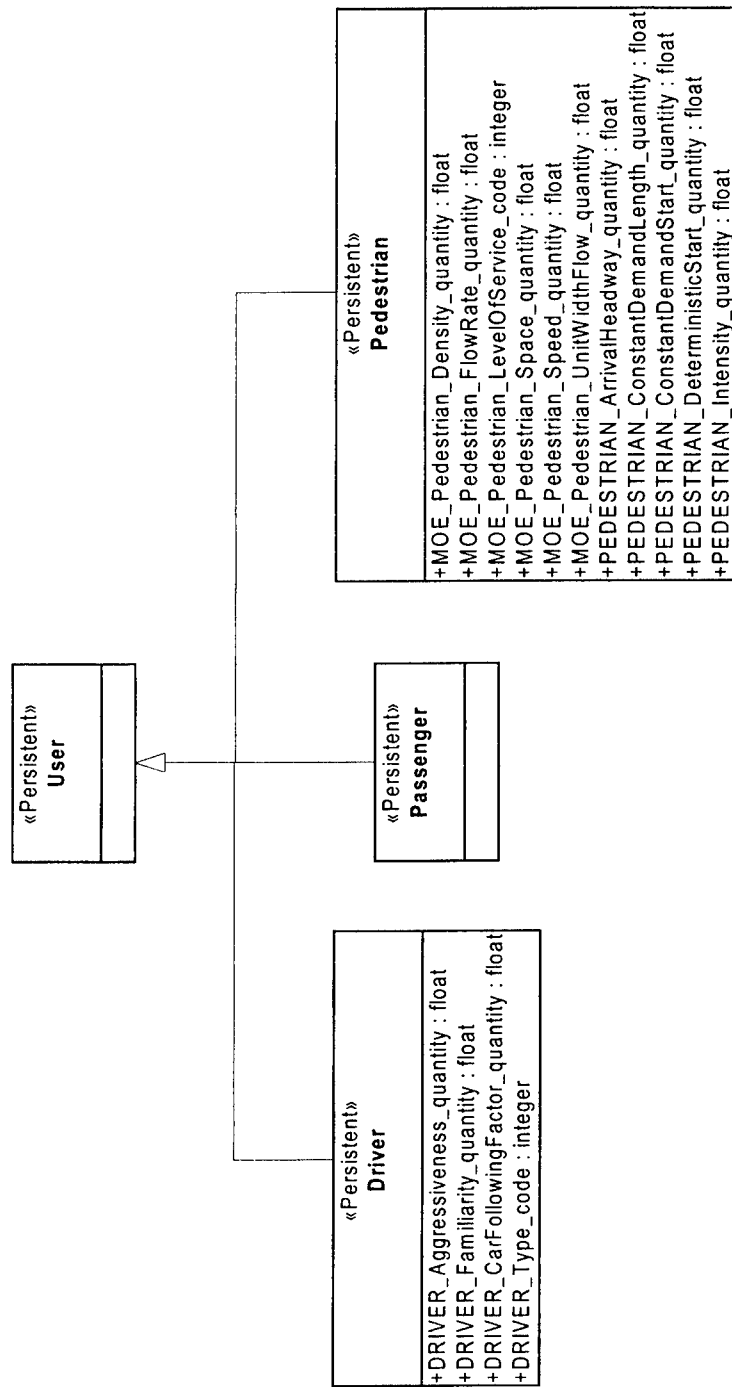 «Persistent»
User
«Persistent»
Driver
+DRIVER_Aggressiveness_quantity : float
+DRIVER_Familiarity_quantity : float
+DRIVER_CarFollowingFactor_quantity : float
+DRIVER_Type_code : integer
«Persistent»
Passenger
«Persistent»
Pedestrian
+MOE_Pedestrian_Density_quantity : float
+MOE_Pedestrian_FlowRate_quantity : float
+MOE_Pedestrian_LevelOfService_code : integer
+MOE_Pedestrian_Space_quantity : float
+MOE_Pedestrian_Speed_quantity : float
+MOE_Pedestrian_UnitWidthFlow_quantity : float
+PEDESTRIAN_ArrivalHeadway_quantity : float
+PEDESTRIAN_ConstantDemandLength_quantity : float
+PEDESTRIAN_ConstantDemandStart_quantity : float
+PEDESTRIAN_DeterministicStart_quantity : float
+PEDESTRIAN_Intensity_quantity : float